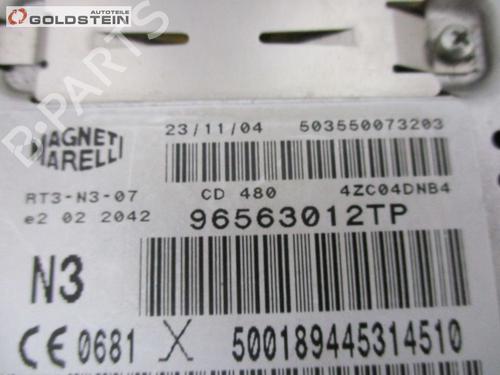 AUTOTEILE
GOLDSTEIN
B-PARTS
MAGNETI
MARELLI
23/11/04 503550073203
RT3-N3-07 CD 480 4ZC04DNB4
e2 02 2042 96563012TP
N3
CE 0681 X 500189445314510